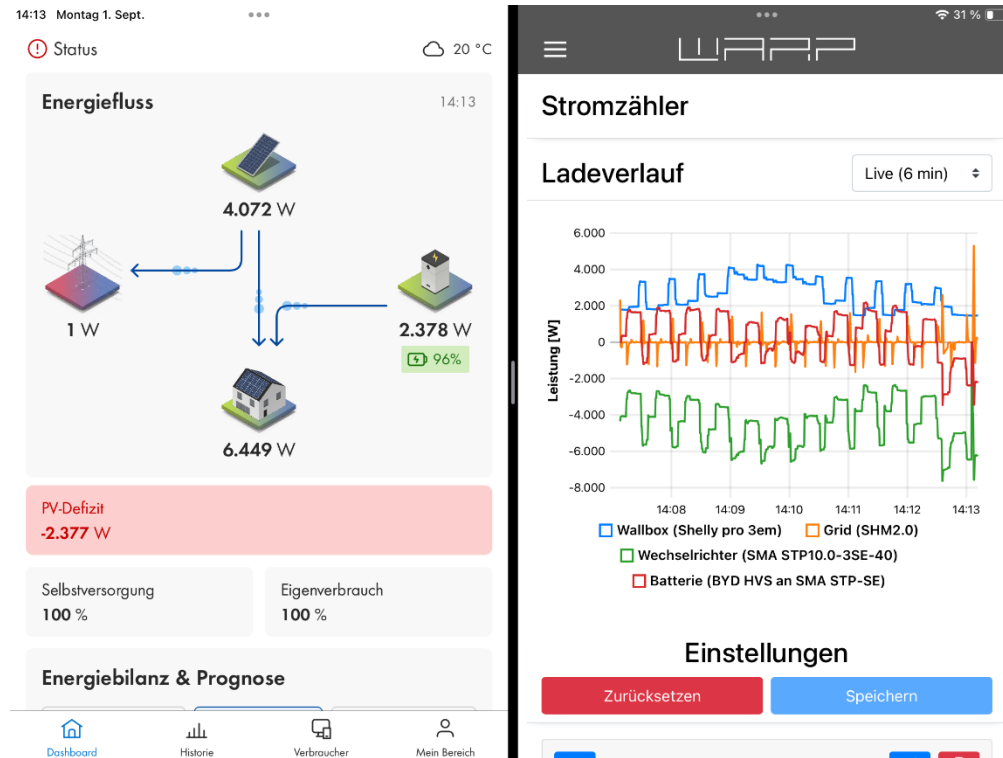 14:13 Montag 1. Sept.
Status
20 °C
Energiefluss
14:13
4.072 W
1 W
2.378 W
96%
6.449 W
PV-Defizit
-2.377 W
Selbstversorgung
100 %
Eigenverbrauch
100 %
Energiebilanz & Prognose
Dashboard
Historie
Verbraucher
Mein Bereich
31 %
WARP
Stromzähler
Ladeverlauf
Live (6 min)
6.000
4.000
2.000
0
-2.000
-4.000
-6.000
-8.000
Leistung [W]
14:08 14:09 14:10 14:11 14:12 14:13
Wallbox (Shelly pro 3em) Grid (SHM2.0)
Wechselrichter (SMA STP10.0-3SE-40)
Batterie (BYD HVS an SMA STP-SE)
Einstellungen
Zurücksetzen
Speichern